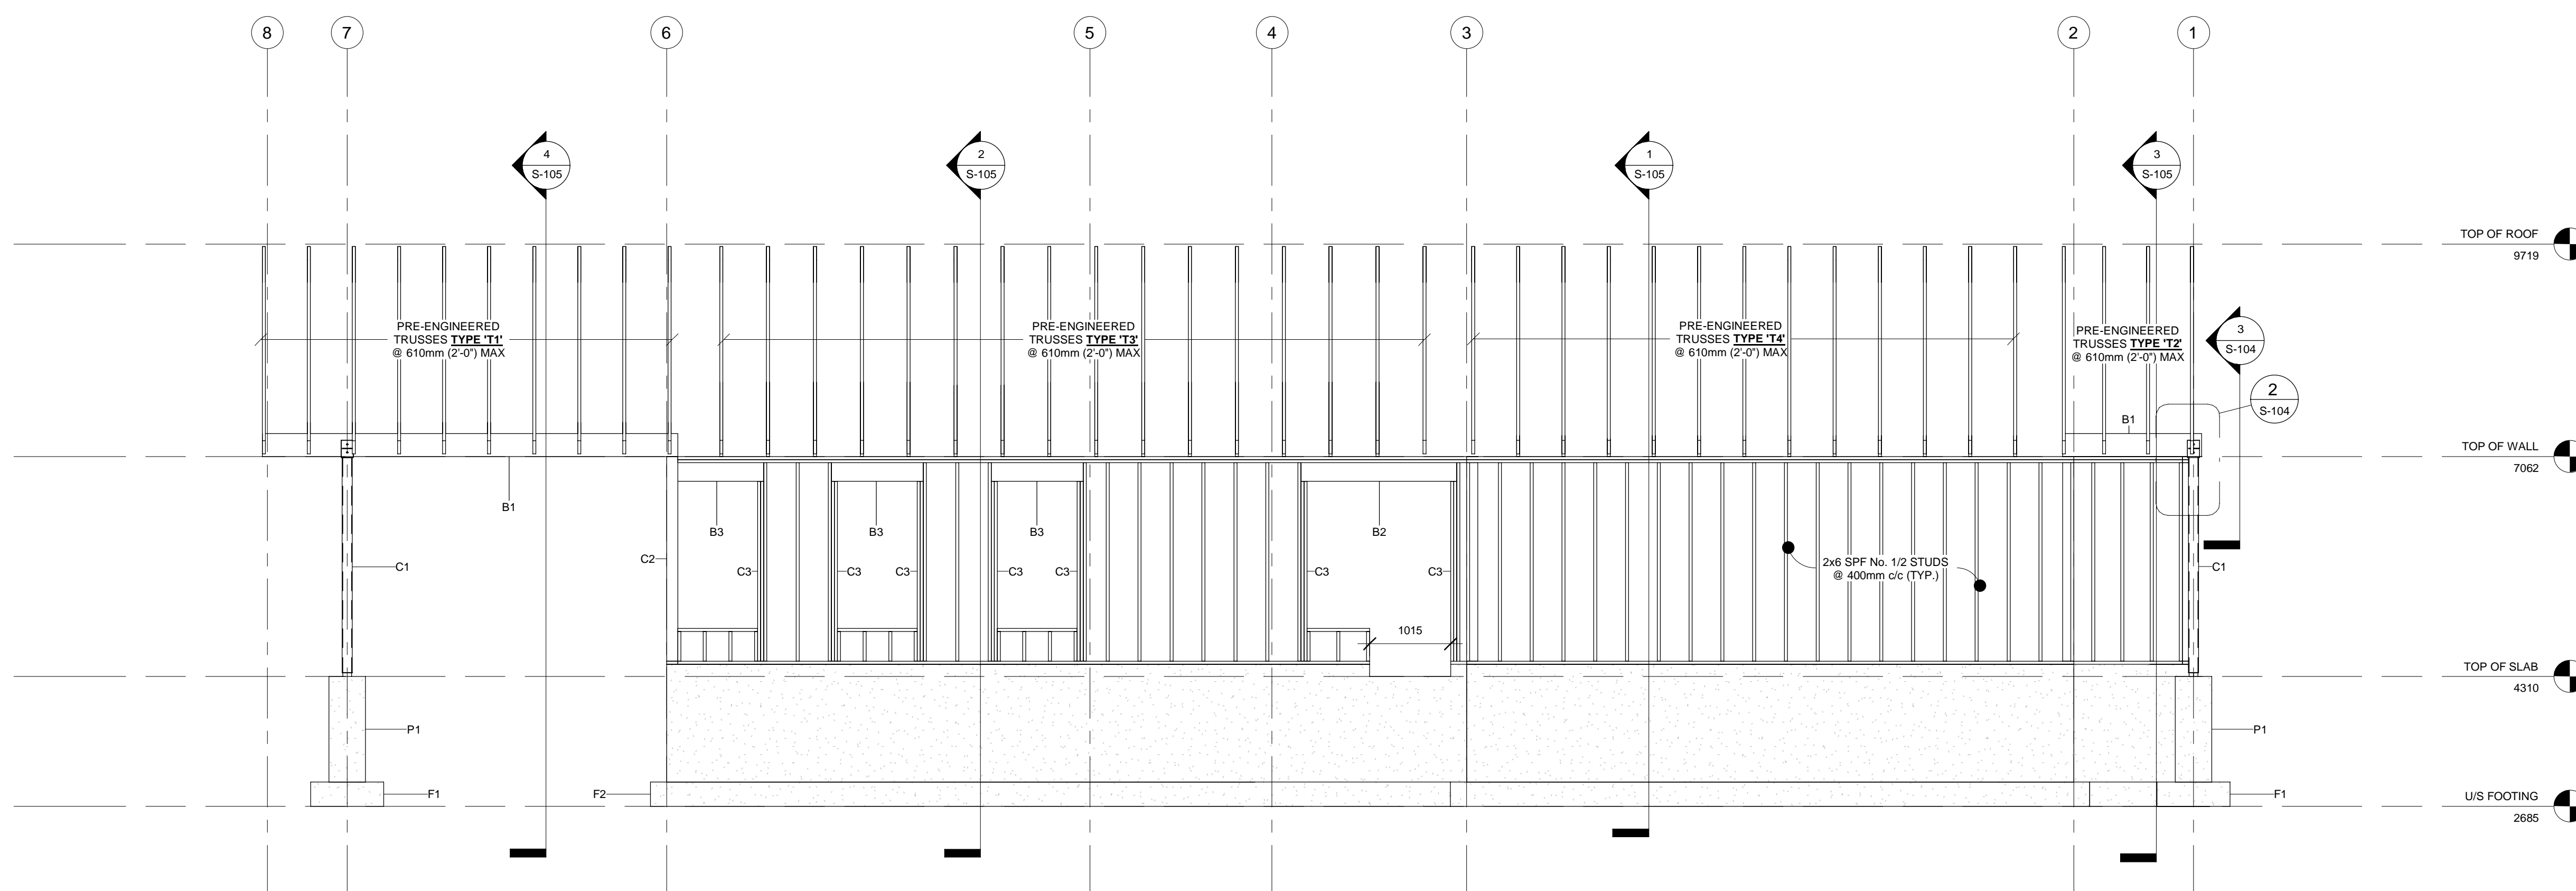 8
7
6
5
4
3
2
1
4
S-105
2
S-105
1
S-105
3
S-105
TOP OF ROOF
9719
PRE-ENGINEERED
TRUSSES TYPE 'T1'
@ 610mm (2'-0") MAX
PRE-ENGINEERED
TRUSSES TYPE 'T3'
@ 610mm (2'-0") MAX
PRE-ENGINEERED
TRUSSES TYPE 'T4'
@ 610mm (2'-0") MAX
PRE-ENGINEERED
TRUSSES TYPE 'T2'
@ 610mm (2'-0") MAX
3
S-104
2
S-104
B1
TOP OF WALL
7062
B1
B3
B3
B3
B2
C2
C1
C3
C3
C3
C3
C3
C3
C3
2x6 SPF No. 1/2 STUDS
@ 400mm c/c (TYP.)
C1
1015
TOP OF SLAB
4310
P1
P1
F1
F2
F1
U/S FOOTING
2685